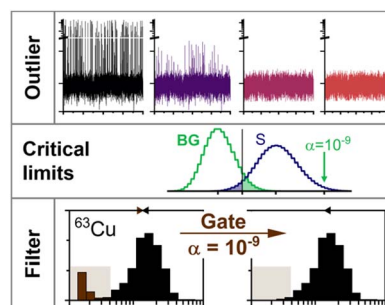 Outlier
Critical
limits
BG
S
α=10⁻⁹
Filter
⁶³Cu
Gate
α = 10⁻⁹